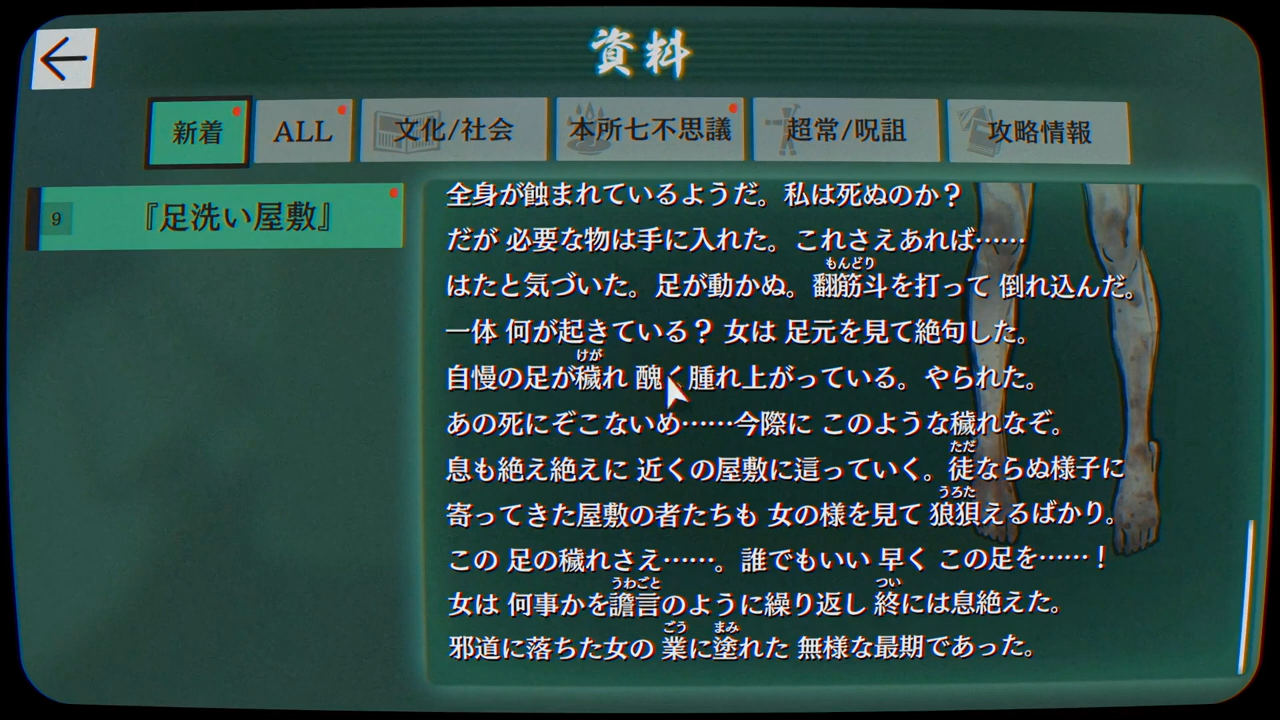 資料
新着
ALL
文化/社会
本所七不思議
超常/呪詛
攻略情報
9
『足洗い屋敷』
全身が蝕まれているようだ。私は死ぬのか？
だが 必要な物は手に入れた。これさえあれば……
もんどり
はたと気づいた。足が動かぬ。翻筋斗を打って 倒れ込んだ。
一体 何が起きている？ 女は 足元を見て絶句した。
けが
自慢の足が穢れ 醜く腫れ上がっている。やられた。
あの死にぞこないめ……今際に このような穢れなぞ。
ただ
息も絶え絶えに 近くの屋敷に這っていく。徒ならぬ様子に
うろた
寄ってきた屋敷の者たちも 女の様を見て 狼狽えるばかり。
この 足の穢れさえ……。誰でもいい 早く この足を……！
うわごと つい
女は 何事かを譫言のように繰り返し 終には息絶えた。
ごう まみ
邪道に落ちた女の 業に塗れた 無様な最期であった。